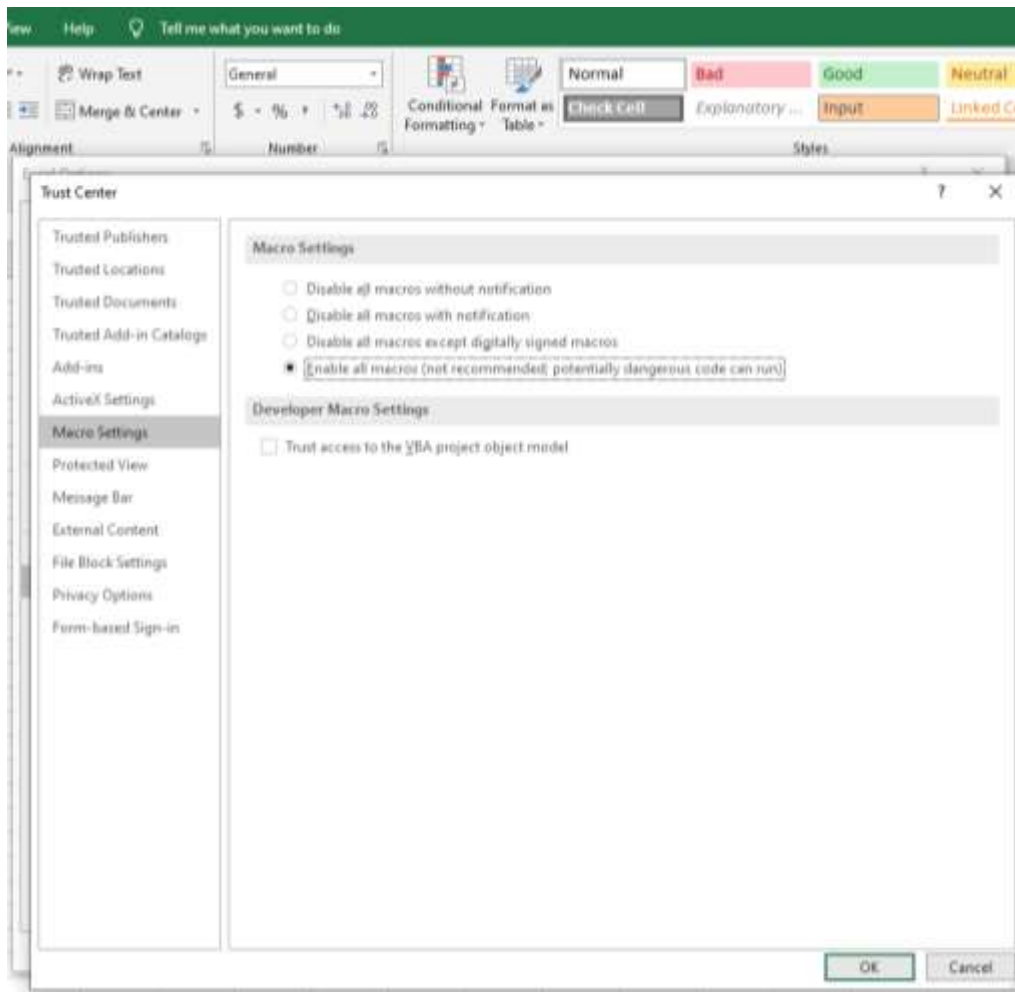 View Help Tell me what you want to do
Wrap Text General Normal Bad Good Neutral
Merge & Center $ % Conditional Formatting Format as Table Check Cell Explanatory ... Input Linked C
Alignment Number Styles
Excel Options ?
Trust Center ?
Trusted Publishers
Trusted Locations
Trusted Documents
Trusted Add-in Catalogs
Add-ins
ActiveX Settings
Macro Settings
Protected View
Message Bar
External Content
File Block Settings
Privacy Options
Form-based Sign-in
Macro Settings
Disable all macros without notification
Disable all macros with notification
Disable all macros except digitally signed macros
Enable all macros (not recommended; potentially dangerous code can run)
Developer Macro Settings
Trust access to the VBA project object model
OK Cancel